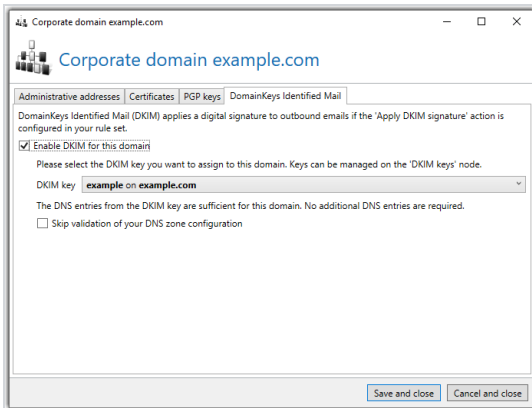 Corporate domain example.com
Corporate domain example.com
Administrative addresses Certificates PGP keys DomainKeys Identified Mail
DomainKeys Identified Mail (DKIM) applies a digital signature to outbound emails if the 'Apply DKIM signature' action is
configured in your rule set.
Enable DKIM for this domain
Please select the DKIM key you want to assign to this domain. Keys can be managed on the 'DKIM keys' node.
DKIM key example on example.com
The DNS entries from the DKIM key are sufficient for this domain. No additional DNS entries are required.
Skip validation of your DNS zone configuration
Save and close Cancel and close